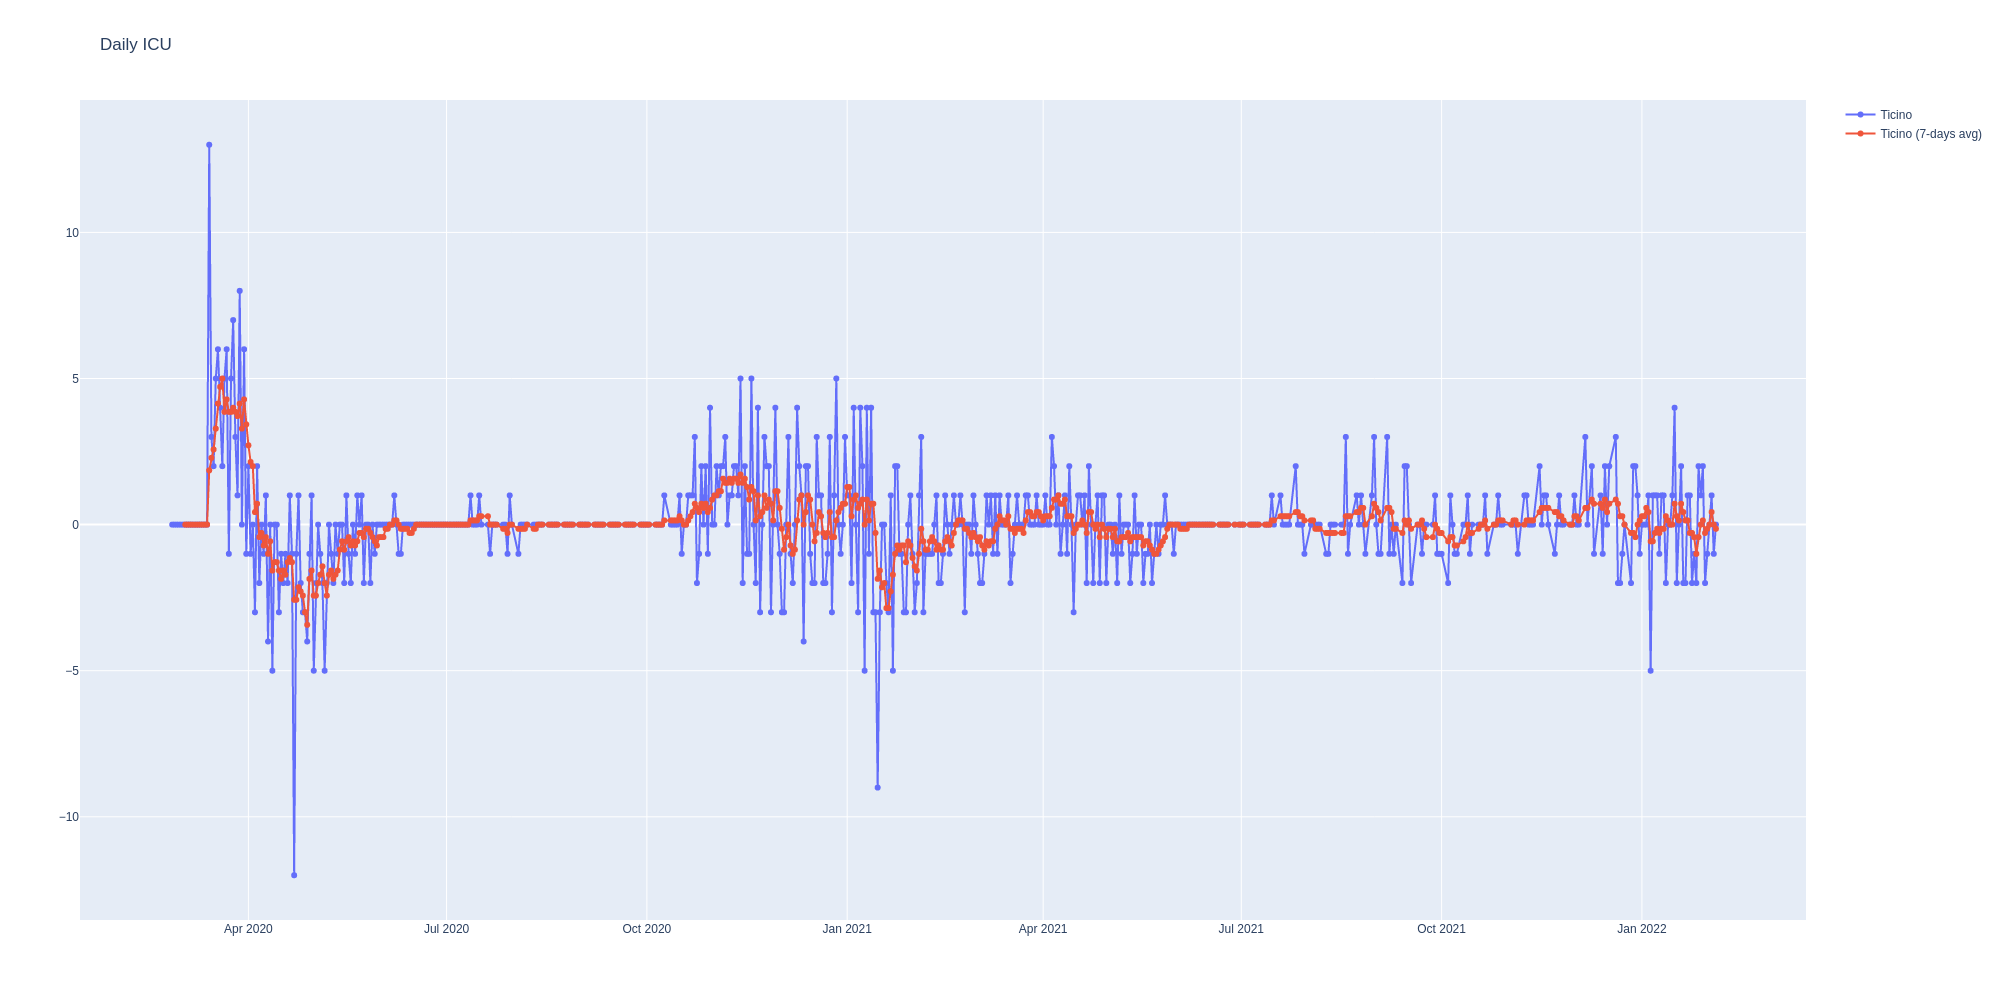 Daily ICU
Ticino
Ticino (7-days avg)
10
5
0
−5
−10
Apr 2020
Jul 2020
Oct 2020
Jan 2021
Apr 2021
Jul 2021
Oct 2021
Jan 2022